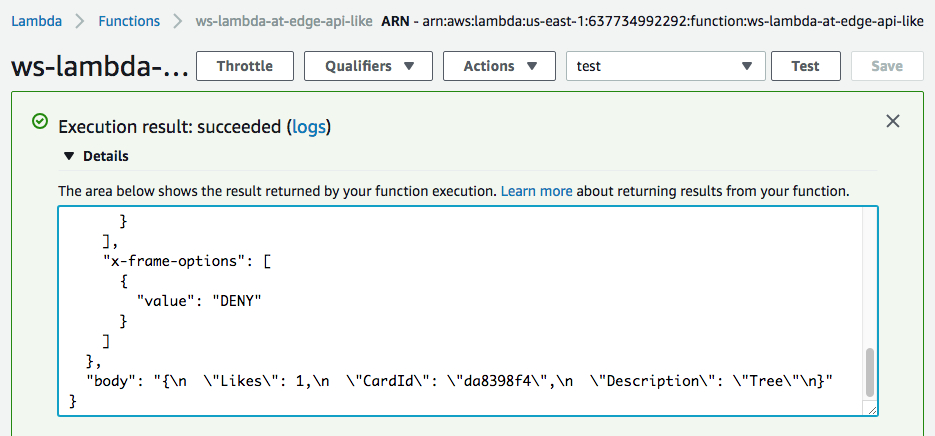 Lambda Functions ws-lambda-at-edge-api-like ARN - arn:aws:lambda:us-east-1:637734992292:function:ws-lambda-at-edge-api-like
ws-lambda-... Throttle Qualifiers Actions test Test Save
Execution result: succeeded (logs)
Details
The area below shows the result returned by your function execution. Learn more about returning results from your function.
      }
    ],
    "x-frame-options": [
      {
        "value": "DENY"
      }
    ]
  },
  "body": "{\n  \"Likes\": 1,\n  \"CardId\": \"da8398f4\",\n  \"Description\": \"Tree\"\n}"
}